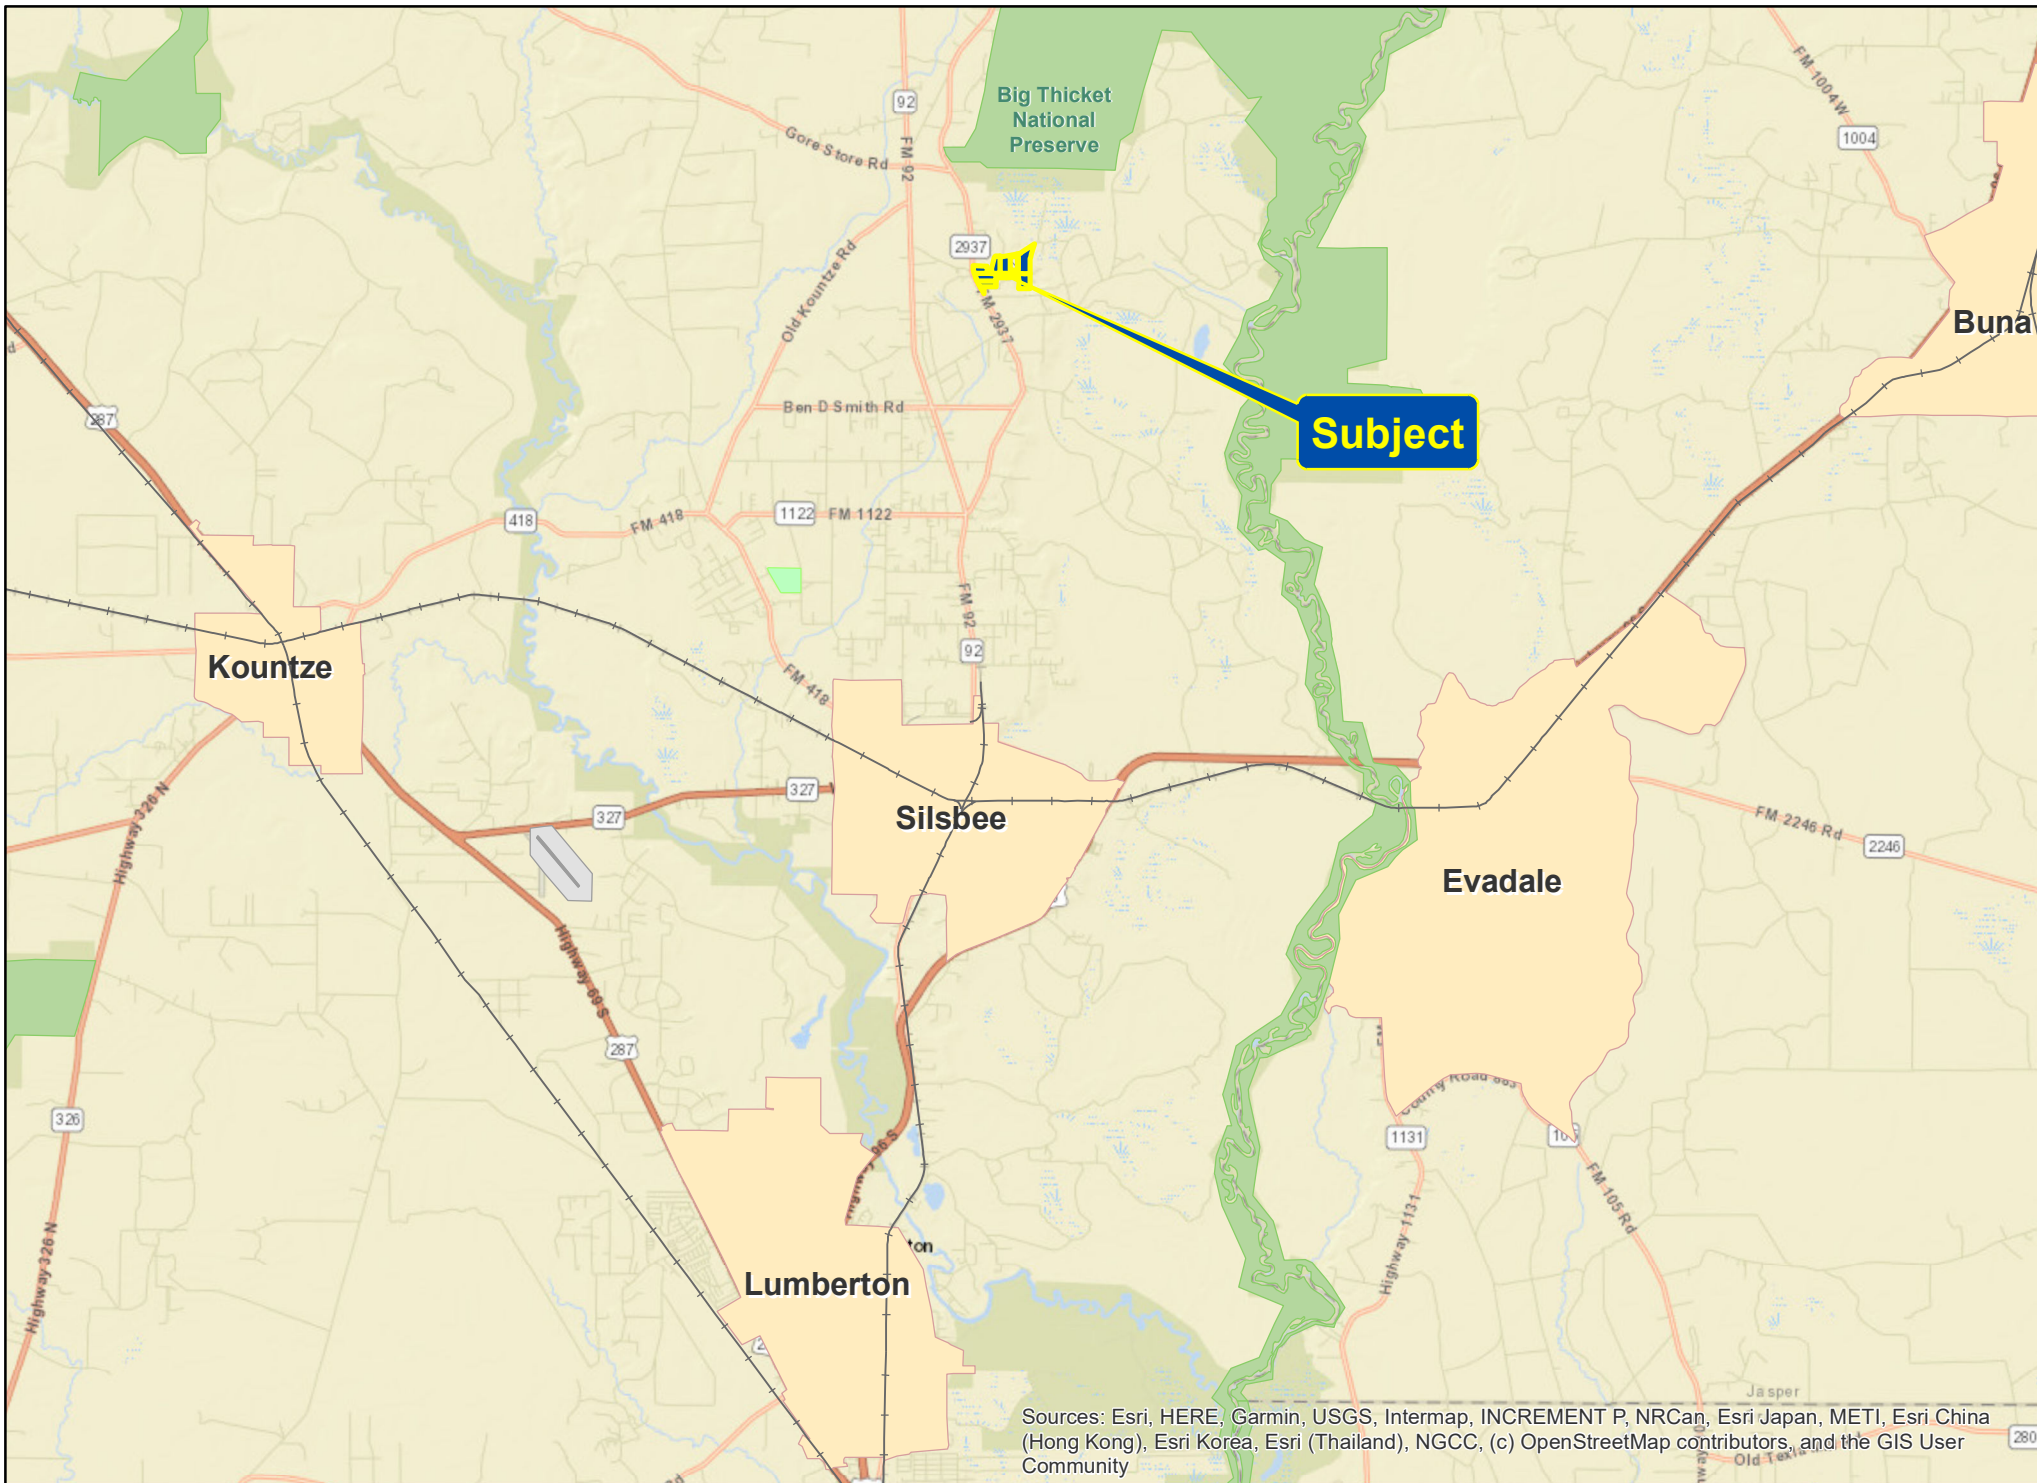 FM 1004 W
Big Thicket
National
Preserve
92
1004
Gore Store Rd
FM 92
2937
Old Kountze Rd
FM 2937
Buna
287
Ben D Smith Rd
Subject
418
FM 418
1122
FM 1122
FM 92
92
Kountze
FM 418
327
327
Silsbee
Highway 326 N
FM 2246 Rd
2246
Evadale
Highway 69 S
287
326
1131
FM 105 Rd
Highway 1131
Highway 326 N
ton
Lumberton
Jasper
Sources: Esri, HERE, Garmin, USGS, Intermap, INCREMENT P, NRCan, Esri Japan, METI, Esri China
(Hong Kong), Esri Korea, Esri (Thailand), NGCC, (c) OpenStreetMap contributors, and the GIS User
Community
280